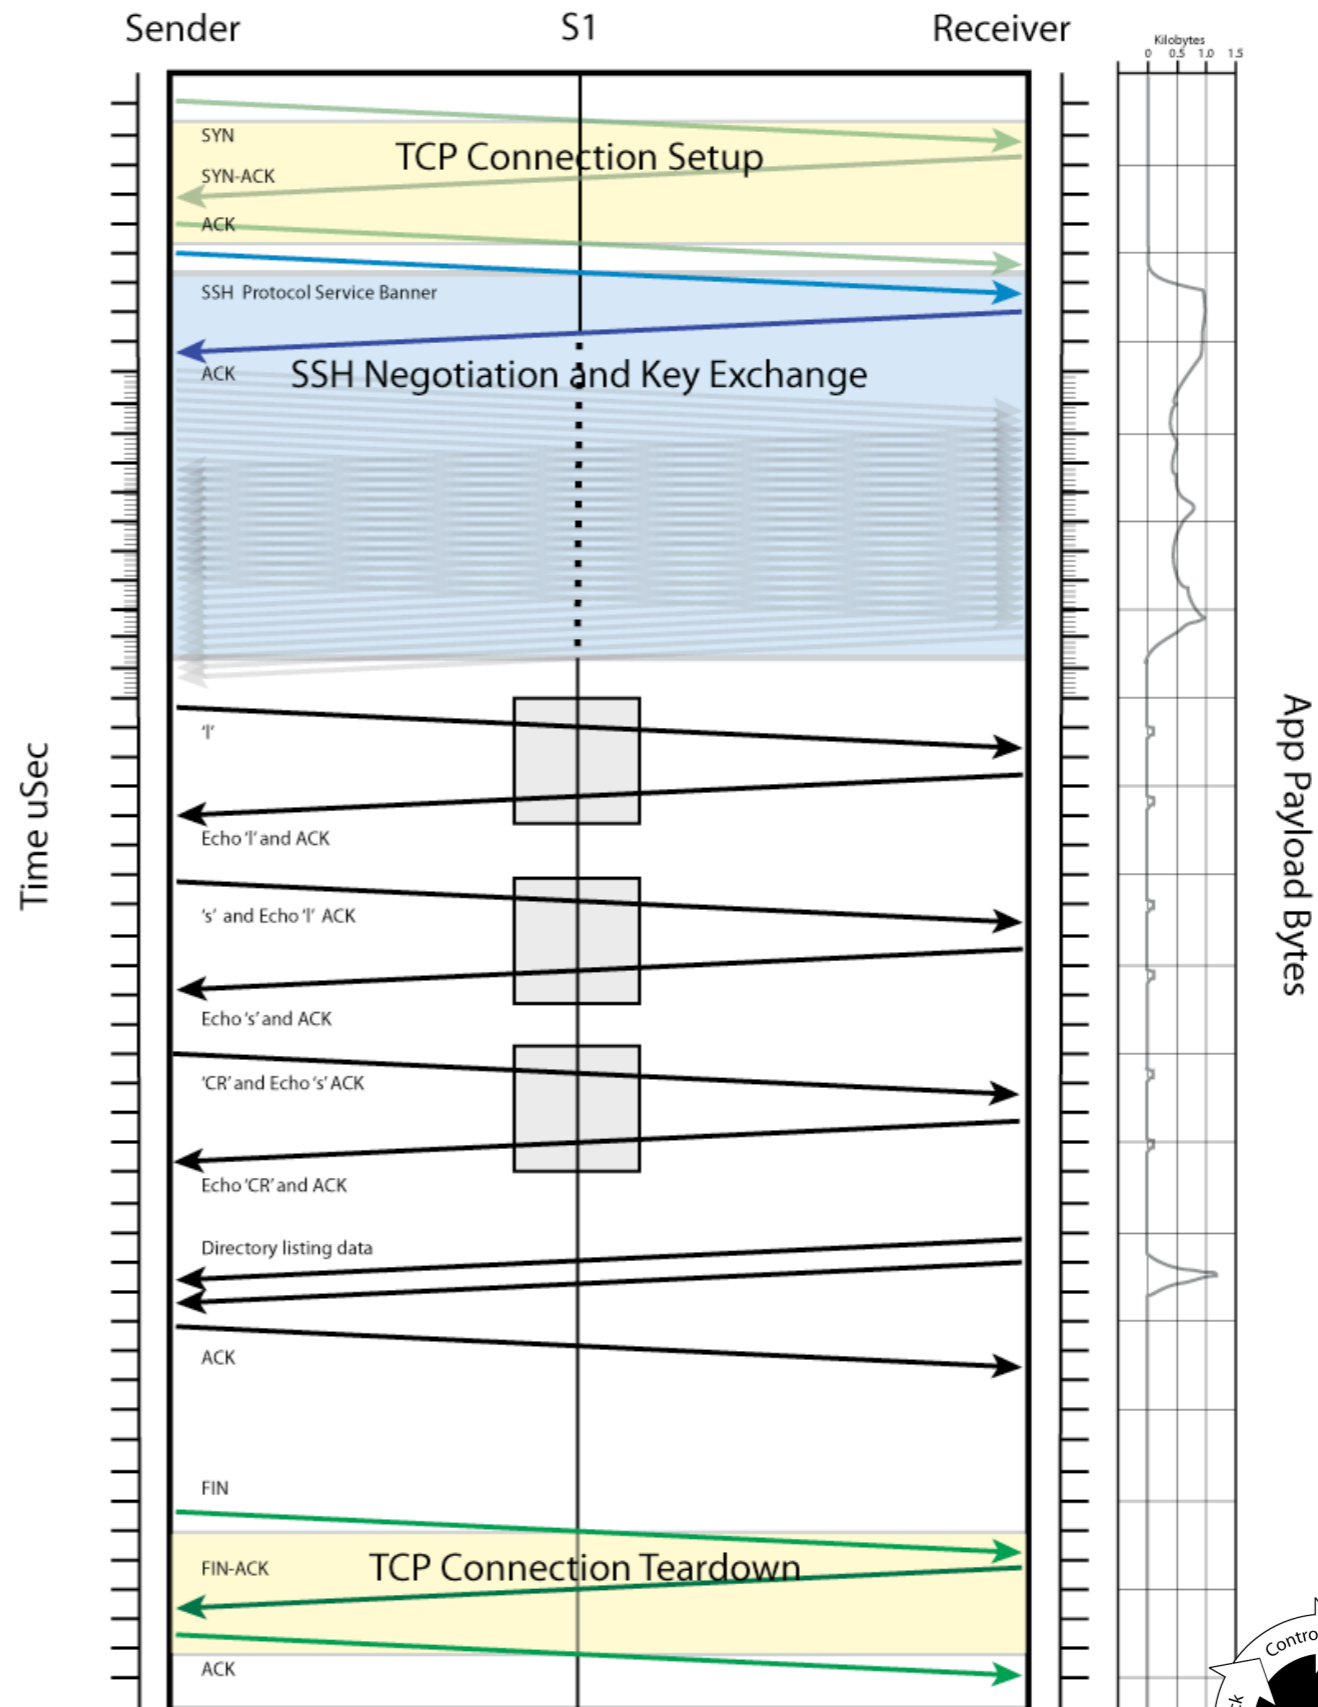 Sender S1 Receiver
Kilobytes
0 0.5 1.0 1.5
SYN
TCP Connection Setup
SYN-ACK
ACK
SSH Protocol Service Banner
ACK
SSH Negotiation and Key Exchange
Time uSec
App Payload Bytes
'l'
Echo 'l' and ACK
's' and Echo 'l' ACK
Echo 's' and ACK
'CR' and Echo 's' ACK
Echo 'CR' and ACK
Directory listing data
ACK
FIN
FIN-ACK
TCP Connection Teardown
ACK